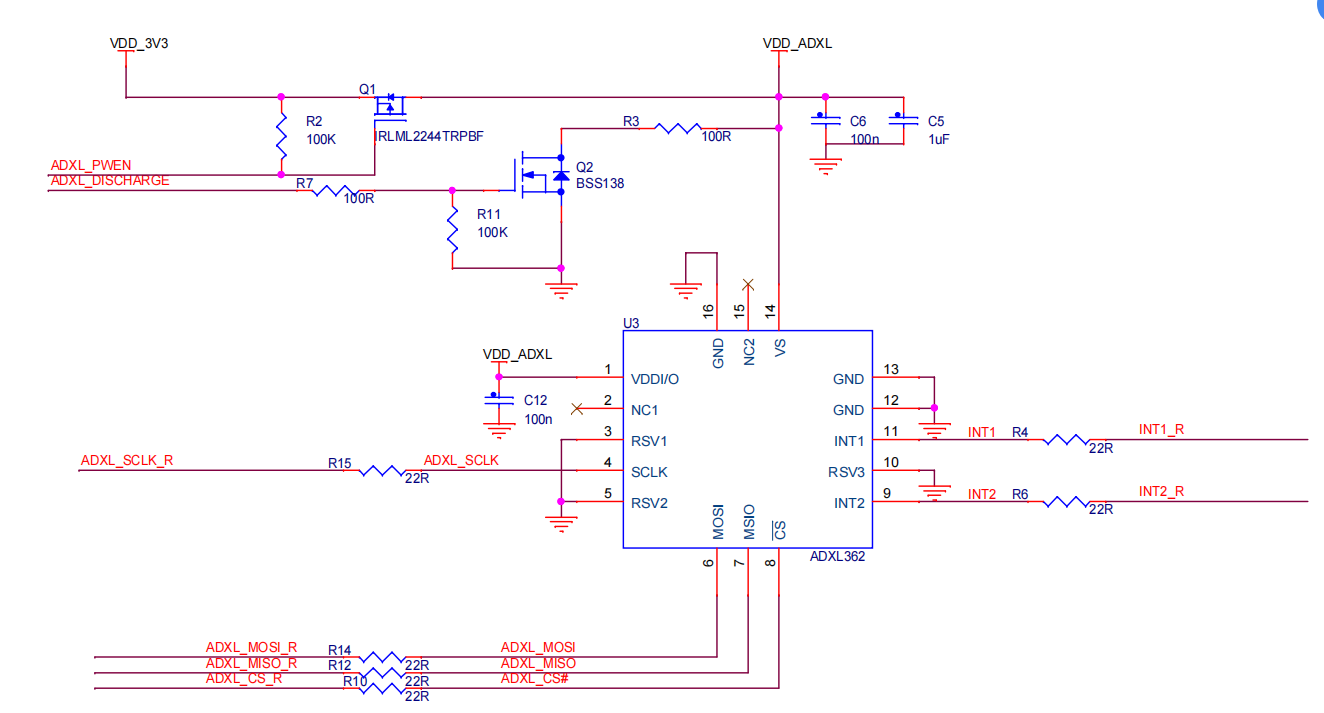 VDD_3V3
VDD_ADXL
Q1
R2
100K
IRLML2244TRPBF
R3
100R
C6
100n
C5
1uF
ADXL_PWEN
ADXL_DISCHARGE
R7
100R
Q2
BSS138
R11
100K
U3
16
15
14
GND
NC2
VS
VDD_ADXL
C12
100n
1
VDDI/O
2
NC1
3
RSV1
4
SCLK
5
RSV2
13
GND
12
GND
11
INT1
10
RSV3
9
INT2
INT1
R4
22R
INT1_R
INT2
R6
22R
INT2_R
ADXL_SCLK_R
R15
22R
ADXL_SCLK
MOSI
MSIO
CS
6
7
8
ADXL362
ADXL_MOSI_R
R14
22R
ADXL_MOSI
ADXL_MISO_R
R12
22R
ADXL_MISO
ADXL_CS_R
R10
22R
ADXL_CS#